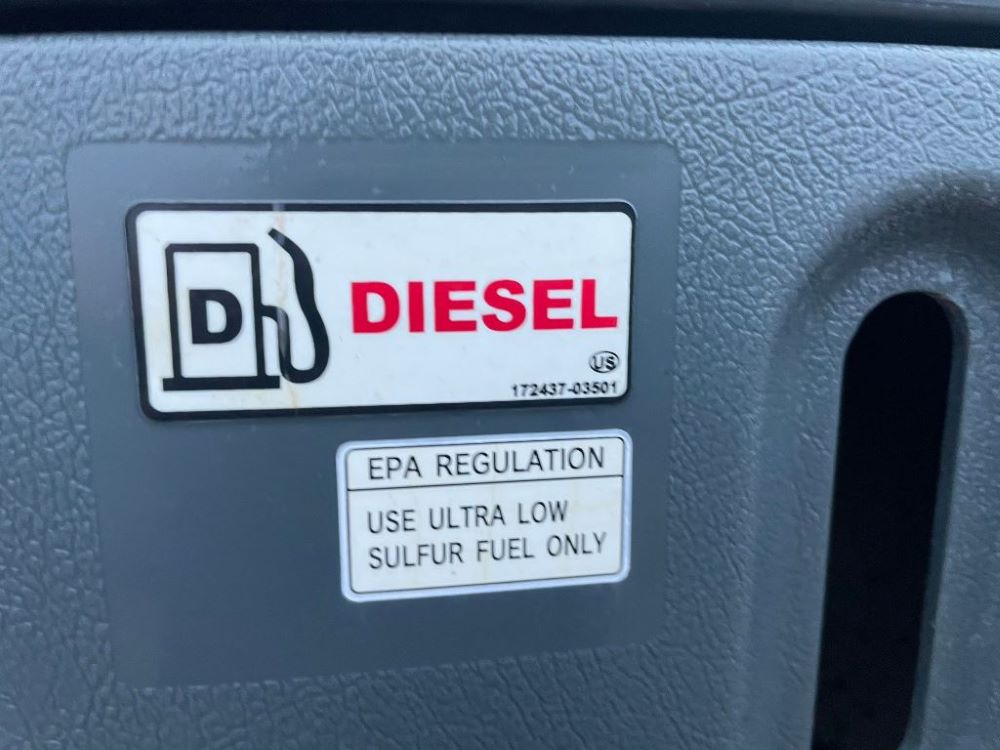 D DIESEL
US
172437-03501
EPA REGULATION
USE ULTRA LOW
SULFUR FUEL ONLY